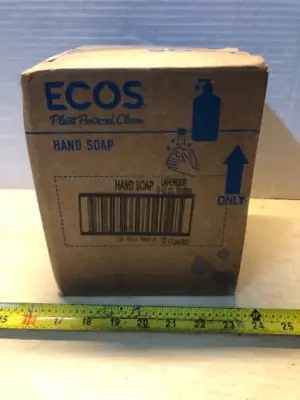 ECOS
Plant Powered Clean
HAND SOAP
HAND SOAP LAVENDER
ONLY
15 17 18 19 20 21 22 23 24 25